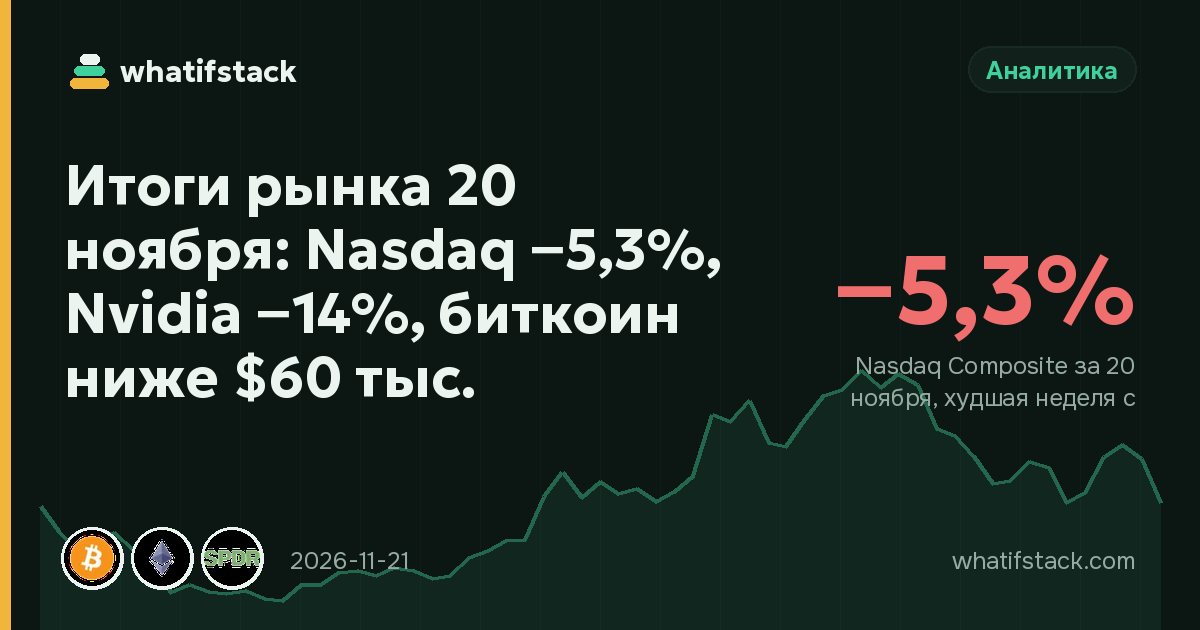 whatifstack
Аналитика
Итоги рынка 20
ноября: Nasdaq −5,3%,
Nvidia −14%, биткоин
ниже $60 тыс.
−5,3%
Nasdaq Composite за 20
ноября, худшая неделя с
SPDR
2026-11-21
whatifstack.com